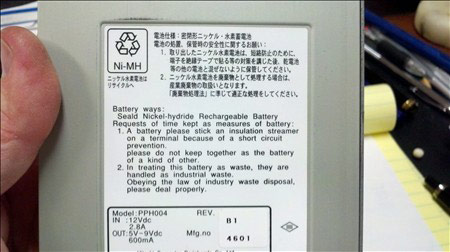 Ni-MH
ニッケル水素電池は
リサイクルへ
電池仕様：密閉形ニッケル・水素蓄電池
電池の処置、保管時の安全性に関するお願い：
1. 取り出したニッケル水素電池は、短絡防止のために、
端子を絶縁テープで貼る等の対策を講じた後、乾電池
等の他の電池と混ぜないように保管してください。
2. ニッケル水素電池を廃棄物として処理する場合は、
産業廃棄物の取扱いとなります。
「廃棄物処理法」に準じて適正な処理をしてください。
Battery ways:
Seald Nickel-hydride Rechargeable Battery
Requests of time kept as measures of battery:
1. A battery please stick an insulation streamer
on a terminal because of a short circuit
prevention.
please do not keep together as the battery
of a kind of other.
2. In treating this battery as waste, they are
handled as industrial waste.
Obeying the law of industry waste disposal,
please deal properly.
Model: PPH004 REV. B1
IN :12Vdc
2.8A
OUT:5V-9Vdc Mfg.no 4601
600mA